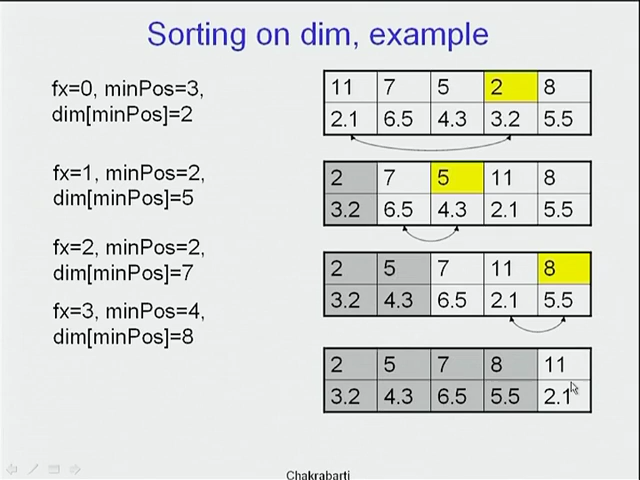 Sorting on dim, example
fx=0, minPos=3,
dim[minPos]=2
11 7 5 2 8
2.1 6.5 4.3 3.2 5.5
fx=1, minPos=2,
dim[minPos]=5
2 7 5 11 8
3.2 6.5 4.3 2.1 5.5
fx=2, minPos=2,
dim[minPos]=7
2 5 7 11 8
3.2 4.3 6.5 2.1 5.5
fx=3, minPos=4,
dim[minPos]=8
2 5 7 8 11
3.2 4.3 6.5 5.5 2.1
Chakrabarti